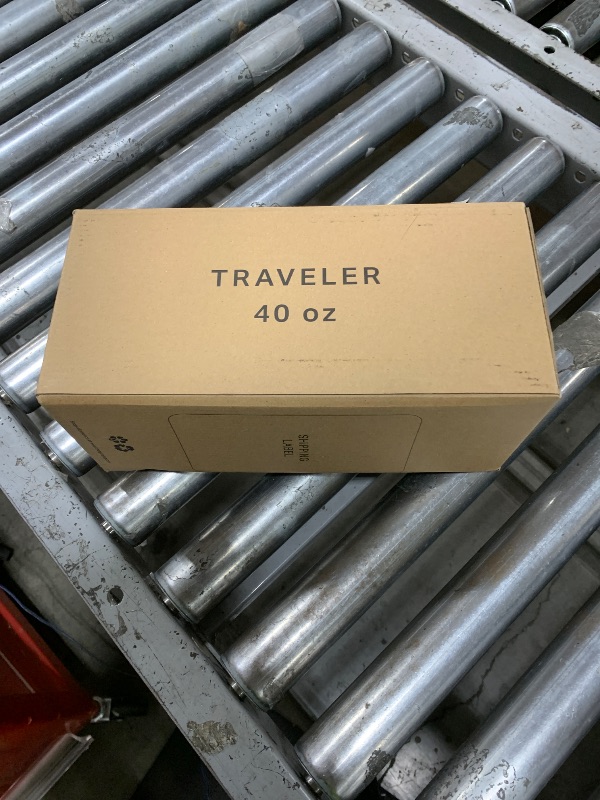 TRAVELER
40 oz
SHIPPING
LABEL